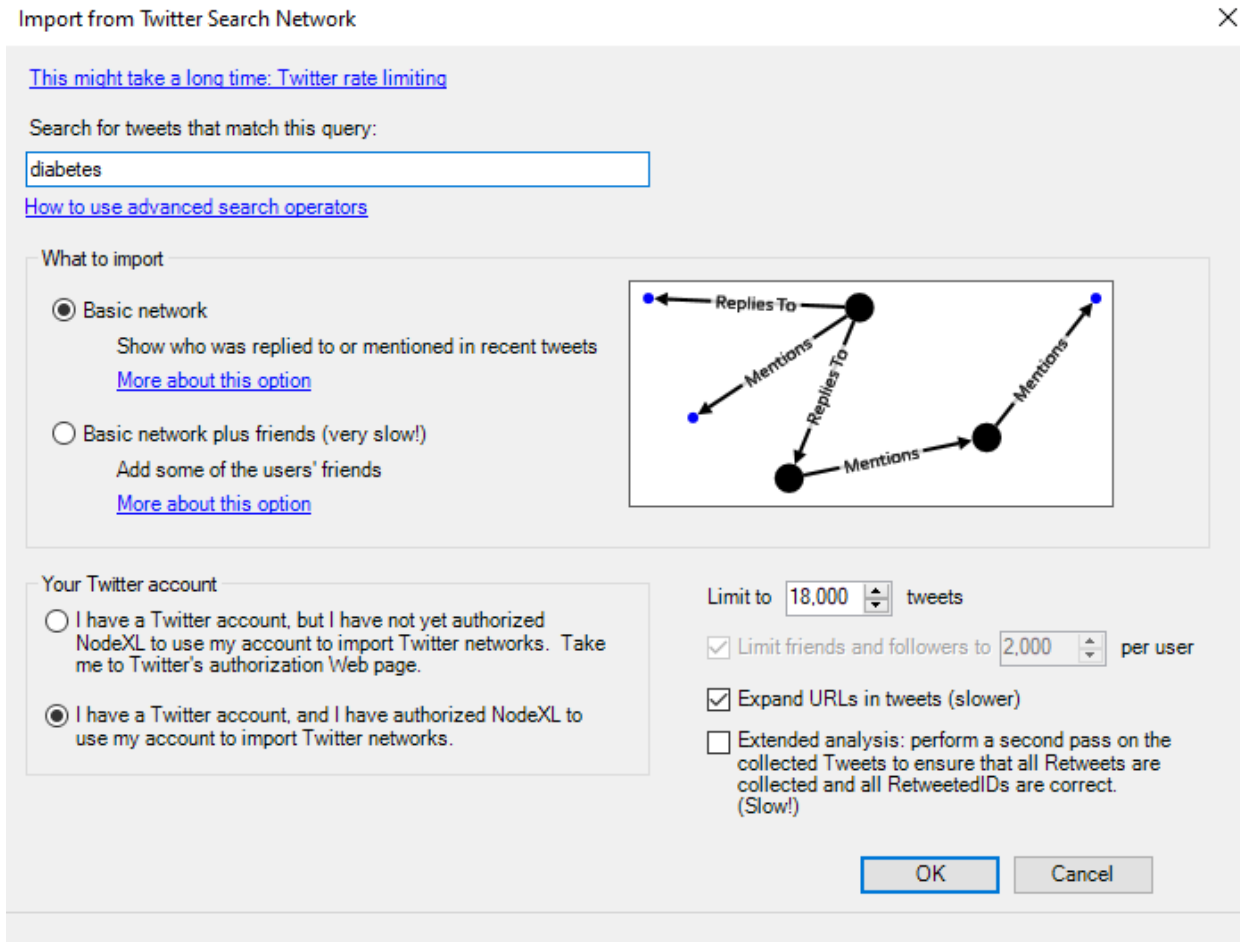 Import from Twitter Search Network
This might take a long time: Twitter rate limiting
Search for tweets that match this query:
diabetes
How to use advanced search operators
What to import
Basic network
Show who was replied to or mentioned in recent tweets
More about this option
Basic network plus friends (very slow!)
Add some of the users' friends
More about this option
Replies To
Mentions
Replies To
Mentions
Mentions
Your Twitter account
I have a Twitter account, but I have not yet authorized
NodeXL to use my account to import Twitter networks. Take
me to Twitter's authorization Web page.
I have a Twitter account, and I have authorized NodeXL to
use my account to import Twitter networks.
Limit to 18,000 tweets
Limit friends and followers to 2,000 per user
Expand URLs in tweets (slower)
Extended analysis: perform a second pass on the
collected Tweets to ensure that all Retweets are
collected and all RetweetedIDs are correct.
(Slow!)
OK Cancel